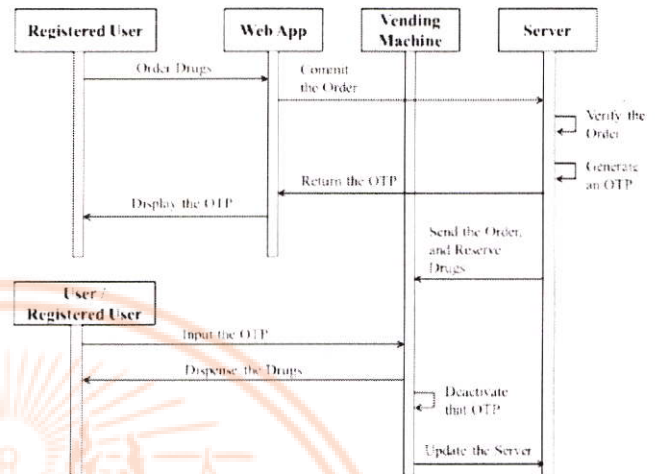 Registered User
Web App
Vending
Machine
Server
Order Drugs
Commit
the Order
Verify the
Order
Generate
an OTP
Return the OTP
Display the OTP
Send the Order,
and Reserve
Drugs
User /
Registered User
Input the OTP
Dispense the Drugs
Deactivate
that OTP
Update the Server